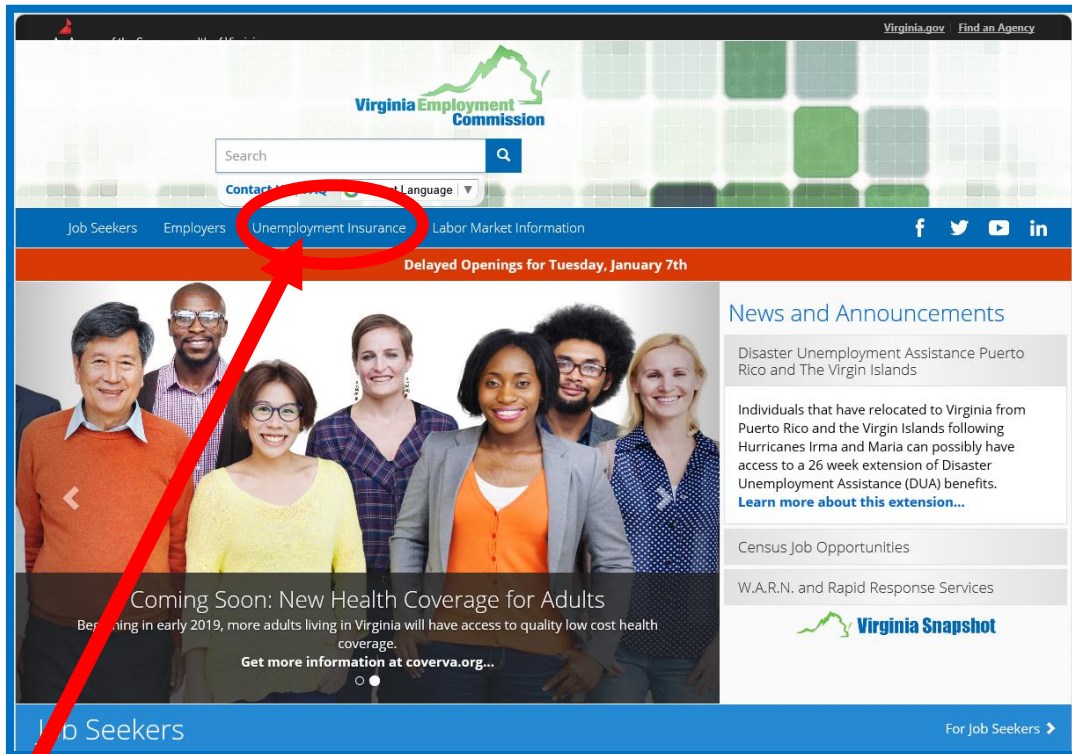 Virginia.gov | Find an Agency
Virginia Employment
Commission
Search
Contact
Language ▼
Job Seekers Employers Unemployment Insurance Labor Market Information
f in
Delayed Openings for Tuesday, January 7th
News and Announcements
Disaster Unemployment Assistance Puerto
Rico and The Virgin Islands
Individuals that have relocated to Virginia from
Puerto Rico and the Virgin Islands following
Hurricanes Irma and Maria can possibly have
access to a 26 week extension of Disaster
Unemployment Assistance (DUA) benefits.
Learn more about this extension...
Census Job Opportunities
W.A.R.N. and Rapid Response Services
Virginia Snapshot
Coming Soon: New Health Coverage for Adults
Beginning in early 2019, more adults living in Virginia will have access to quality low cost health
coverage.
Get more information at coverva.org...
Job Seekers
For Job Seekers